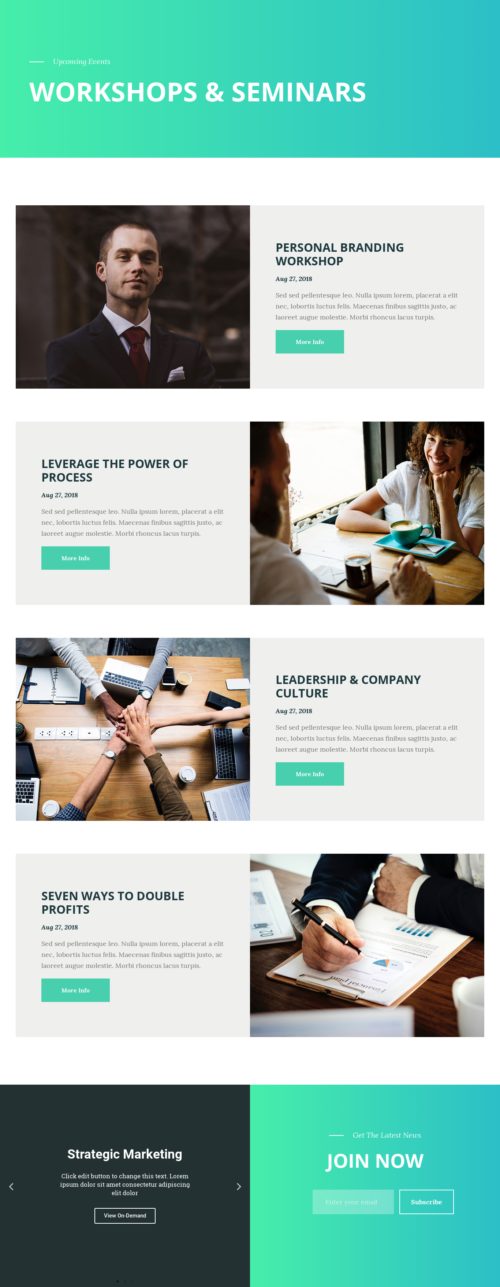 Upcoming Events
WORKSHOPS & SEMINARS
PERSONAL BRANDING
WORKSHOP
Aug 27, 2018
Sed sed pellentesque leo. Nulla ipsum lorem, placerat a elit
nec, lobortis luctus felis. Maecenas finibus sagittis justo, ac
laoreet augue molestie. Morbi rhoncus lacus turpis.
More Info
LEVERAGE THE POWER OF
PROCESS
Aug 27, 2018
Sed sed pellentesque leo. Nulla ipsum lorem, placerat a elit
nec, lobortis luctus felis. Maecenas finibus sagittis justo, ac
laoreet augue molestie. Morbi rhoncus lacus turpis.
More Info
LEADERSHIP & COMPANY
CULTURE
Aug 27, 2018
Sed sed pellentesque leo. Nulla ipsum lorem, placerat a elit
nec, lobortis luctus felis. Maecenas finibus sagittis justo, ac
laoreet augue molestie. Morbi rhoncus lacus turpis.
More Info
SEVEN WAYS TO DOUBLE
PROFITS
Aug 27, 2018
Sed sed pellentesque leo. Nulla ipsum lorem, placerat a elit
nec, lobortis luctus felis. Maecenas finibus sagittis justo, ac
laoreet augue molestie. Morbi rhoncus lacus turpis.
More Info
Financial plan
Strategic Marketing
Click edit button to change this text. Lorem
ipsum dolor sit amet consectetur adipiscing
elit dolor
View On-Demand
Get The Latest News
JOIN NOW
Enter your email
Subscribe